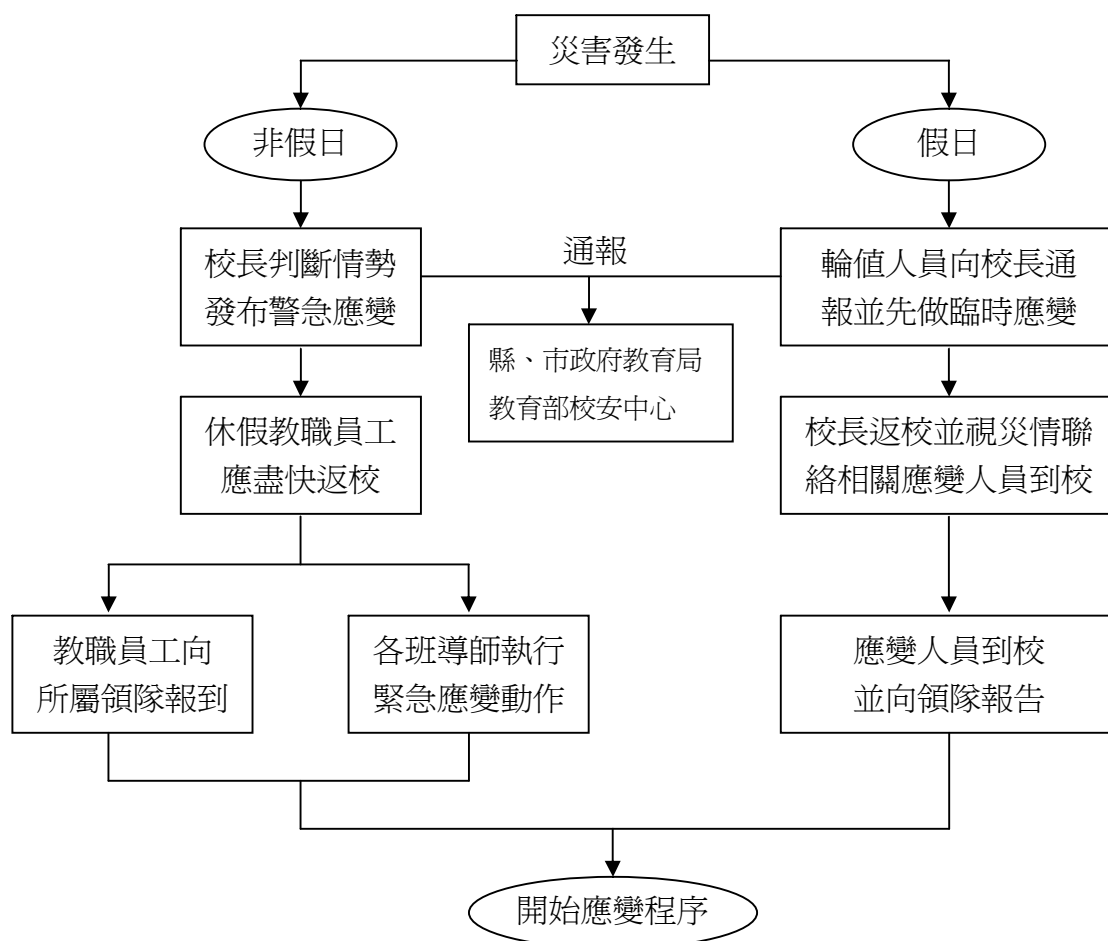 災害發生
非假日
假日
校長判斷情勢
發布警急應變
通報
輪值人員向校長通
報並先做臨時應變
縣、市政府教育局
教育部校安中心
休假教職員工
應盡快返校
校長返校並視災情聯
絡相關應變人員到校
教職員工向
所屬領隊報到
各班導師執行
緊急應變動作
應變人員到校
並向領隊報告
開始應變程序